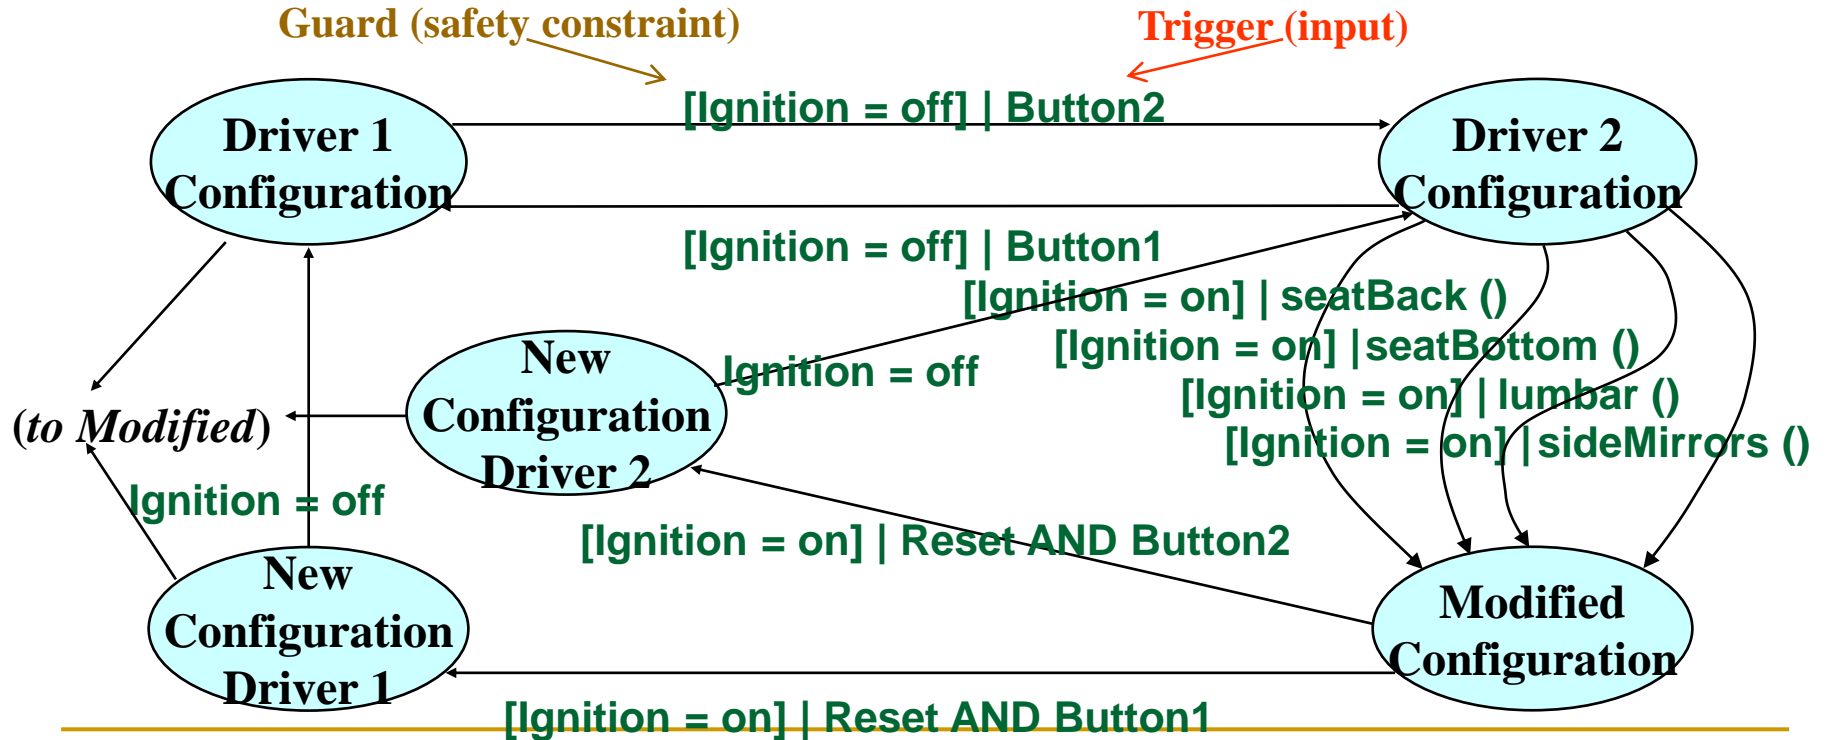 Guard (safety constraint)
Trigger (input)
[Ignition = off] | Button2
Driver 1
Configuration
Driver 2
Configuration
[Ignition = off] | Button1
[Ignition = on] | seatBack ()
[Ignition = on] | seatBottom ()
[Ignition = on] | lumbar ()
[Ignition = on] | sideMirrors ()
New
Configuration
Driver 2
Ignition = off
(to Modified)
Ignition = off
[Ignition = on] | Reset AND Button2
New
Configuration
Driver 1
Modified
Configuration
[Ignition = on] | Reset AND Button1